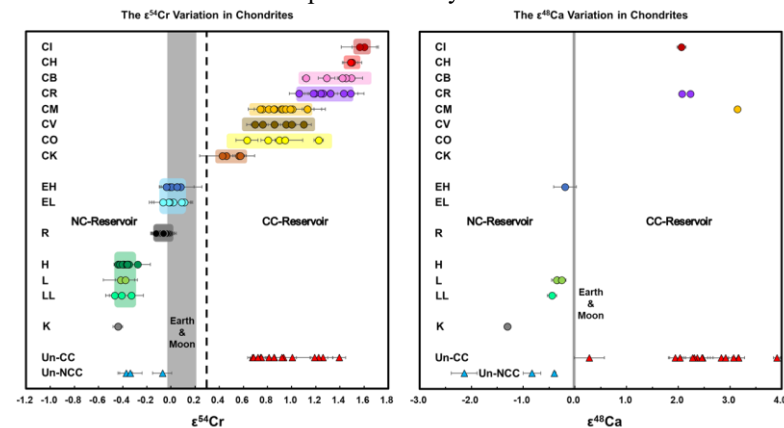 The ε⁵⁴Cr Variation in Chondrites
CI
CH
CB
CR
CM
CV
CO
CK
EH
EL
NC-Reservoir
CC-Reservoir
R
H
L
LL
K
Earth
&
Moon
Un-CC
Un-NCC
-1.2 -1.0 -0.8 -0.6 -0.4 -0.2 0.0 0.2 0.4 0.6 0.8 1.0 1.2 1.4 1.6 1.8
ε⁵⁴Cr
The ε⁴⁸Ca Variation in Chondrites
CI
CH
CB
CR
CM
CV
CO
CK
EH
EL
NC-Reservoir
CC-Reservoir
R
H
L
LL
Earth
&
Moon
K
Un-CC
Un-NCC
-3.0 -2.0 -1.0 0.0 1.0 2.0 3.0 4.0
ε⁴⁸Ca